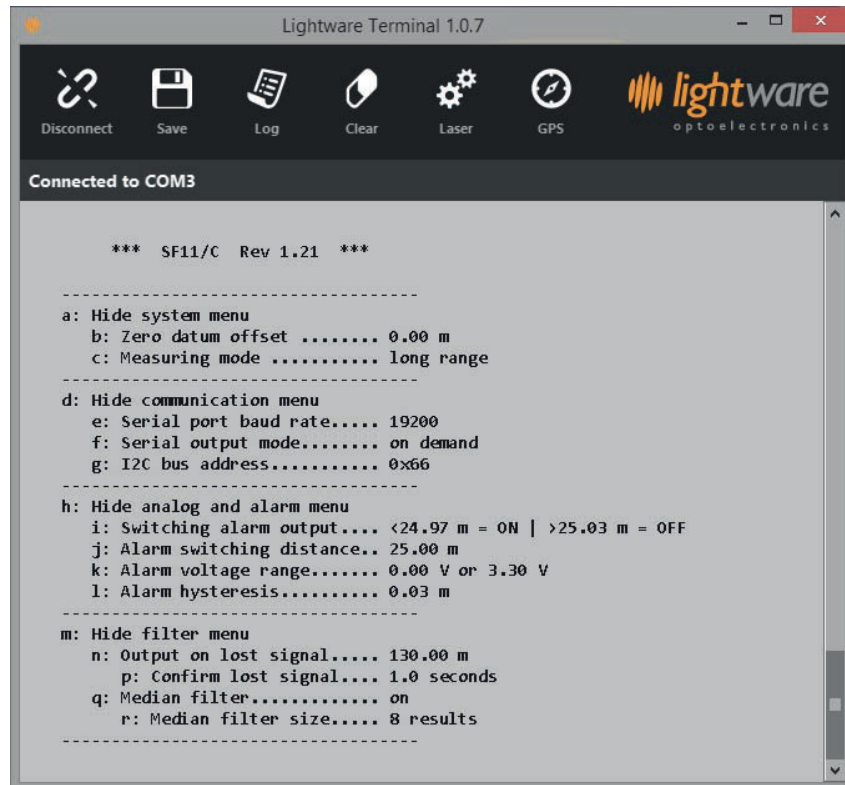 Lightware Terminal 1.0.7
Disconnect Save Log Clear Laser GPS
lightware
optoelectronics
Connected to COM3
*** SF11/C Rev 1.21 ***
------------------------------------
a: Hide system menu
b: Zero datum offset ........ 0.00 m
c: Measuring mode ........... long range
------------------------------------
d: Hide communication menu
e: Serial port baud rate..... 19200
f: Serial output mode........ on demand
g: I2C bus address........... 0x66
------------------------------------
h: Hide analog and alarm menu
i: Switching alarm output.... <24.97 m = ON | >25.03 m = OFF
j: Alarm switching distance.. 25.00 m
k: Alarm voltage range....... 0.00 V or 3.30 V
l: Alarm hysteresis.......... 0.03 m
------------------------------------
m: Hide filter menu
n: Output on lost signal..... 130.00 m
p: Confirm lost signal.... 1.0 seconds
q: Median filter............. on
r: Median filter size..... 8 results
------------------------------------